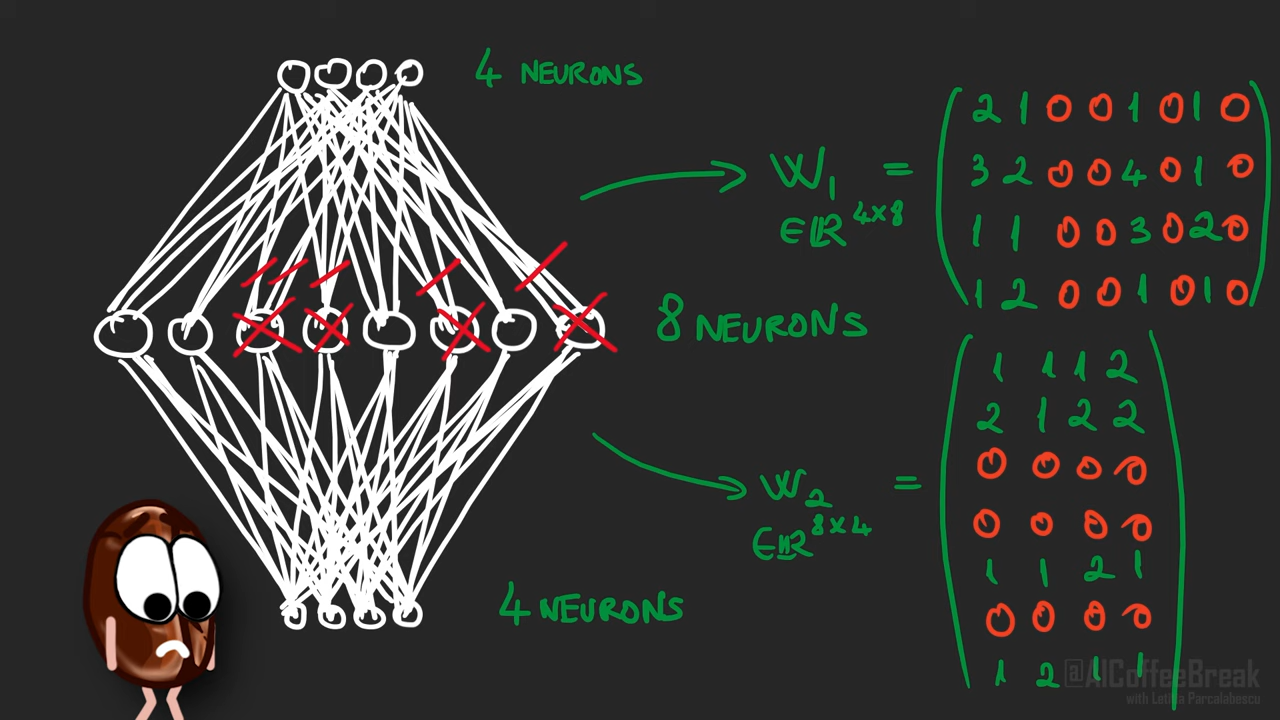 4 NEURONS
W₁ =
∈ℝ⁴ˣ⁸
2 1 0 0 1 0 1 0
3 2 0 0 4 0 1 0
1 1 0 0 3 0 2 0
1 2 0 0 1 0 1 0
8 NEURONS
W₂ =
∈ℝ⁸ˣ⁴
1 1 1 2
2 1 2 2
0 0 0 0
0 0 0 0
1 1 2 1
0 0 0 0
1 2 1 1
4 NEURONS
@AICoffeeBreak
with Letitia Parcalabescu